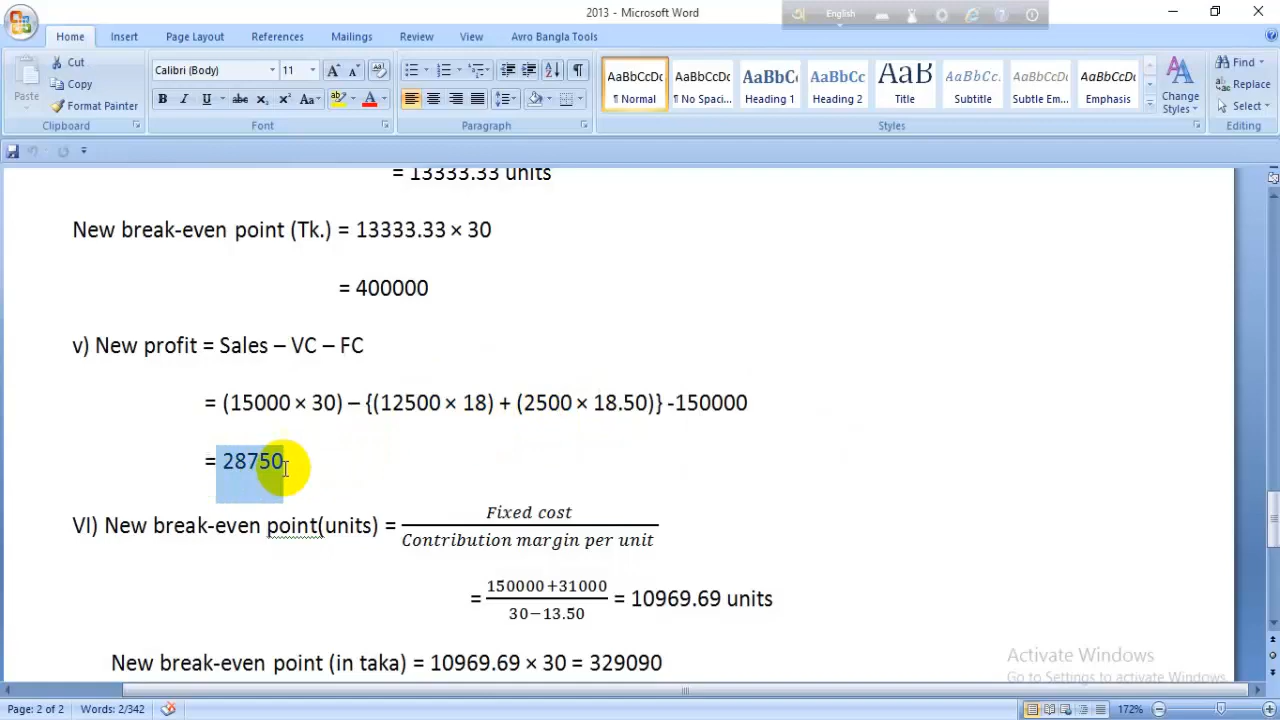 2013 - Microsoft Word
English
Home Insert Page Layout References Mailings Review View Avro Bangla Tools
Paste
Cut
Copy
Format Painter
Clipboard
Calibri (Body) 11
B I U abc x₂ x² Aa
Font
Paragraph
AaBbCcDc AaBbCcDc AaBbCc AaBbCc AaB AaBbCc. AaBbCcDc AaBbCcDc
¶ Normal ¶ No Spaci... Heading 1 Heading 2 Title Subtitle Subtle Em... Emphasis
Styles
Change Styles
Find
Replace
Select
Editing
= 13333.33 units
New break-even point (Tk.) = 13333.33 × 30
= 400000
v) New profit = Sales – VC – FC
= (15000 × 30) – {(12500 × 18) + (2500 × 18.50)} -150000
= 28750
VI) New break-even point(units) = Fixed cost / Contribution margin per unit
= 150000+31000 / 30−13.50 = 10969.69 units
New break-even point (in taka) = 10969.69 × 30 = 329090
Activate Windows
Go to Settings to activate Windows.
Page: 2 of 2 Words: 2/342 172%